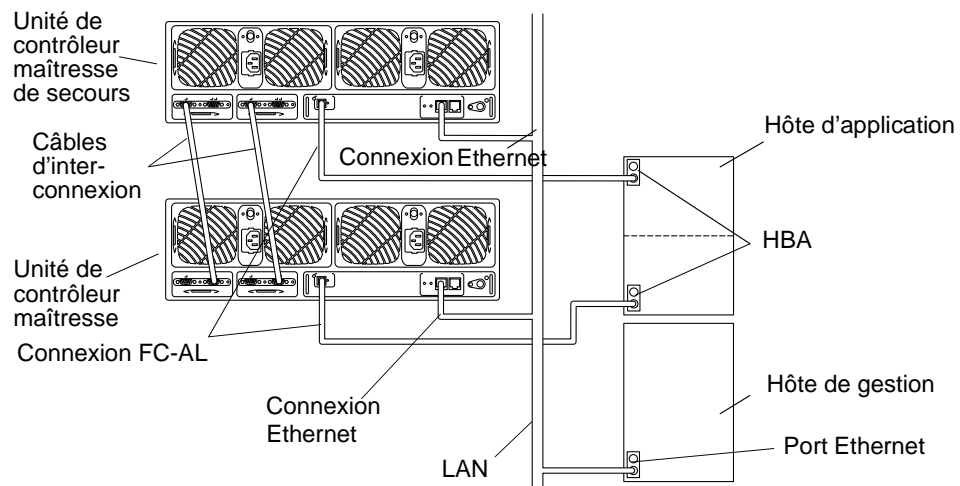 Unité de
contrôleur
maîtresse
de secours
Câbles
d'inter-
connexion
Connexion Ethernet
Hôte d'application
HBA
Unité de
contrôleur
maîtresse
Connexion FC-AL
Connexion
Ethernet
LAN
Hôte de gestion
Port Ethernet